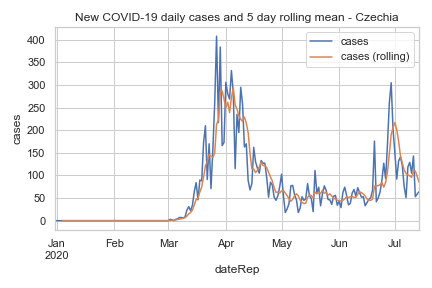 New COVID-19 daily cases and 5 day rolling mean - Czechia
cases
cases (rolling)
400
350
300
250
200
150
100
50
0
cases
Jan
2020
Feb
Mar
Apr
May
Jun
Jul
dateRep